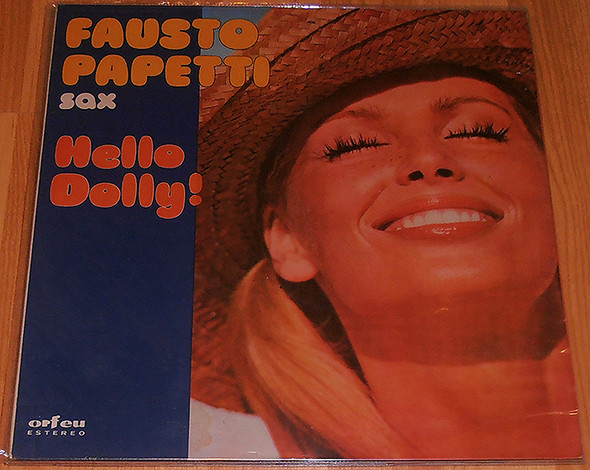 FAUSTO
PAPETTI
sax
Hello
Dolly!
orfeu
ESTEREO